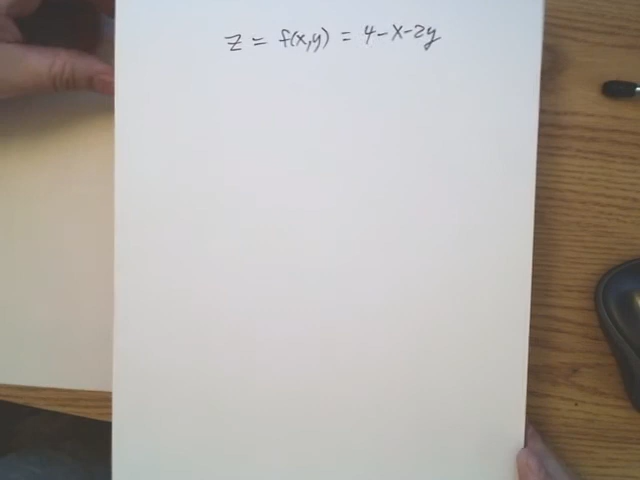 z = f(x,y) = 4-x-2y